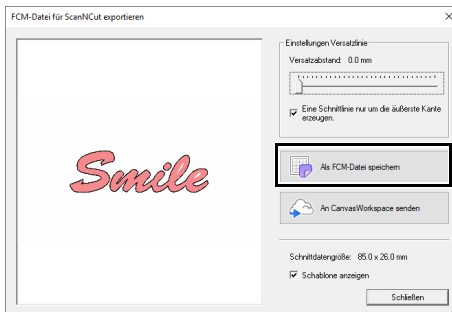 FCM-Datei für ScanNCut exportieren
Smile
Einstellungen Versatzlinie
Versatzabstand: 0.0 mm
Eine Schnittlinie nur um die äußerste Kante
erzeugen.
Als FCM-Datei speichern
An CanvasWorkspace senden
Schnittdatengröße: 85.0 x 26.0 mm
Schablone anzeigen
Schließen